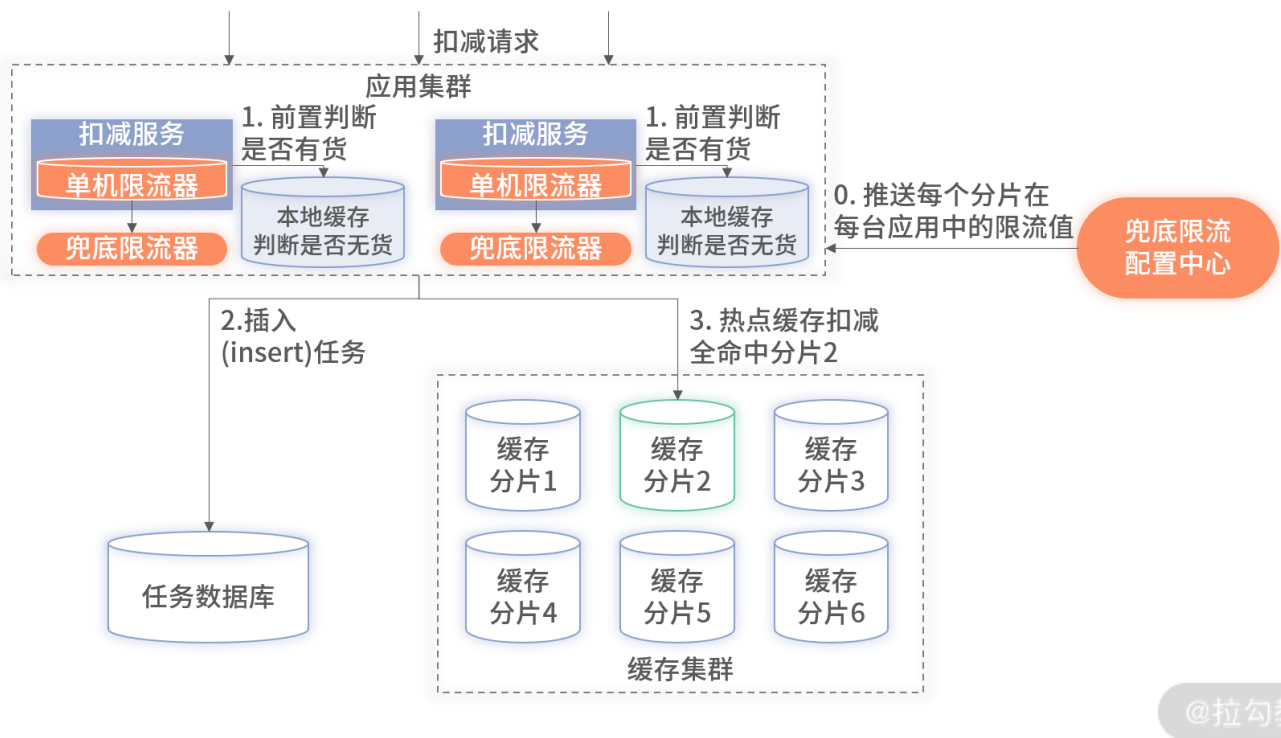 扣减请求
应用集群
扣减服务
单机限流器
兜底限流器
1. 前置判断
是否有货
本地缓存
判断是否无货
扣减服务
单机限流器
兜底限流器
1. 前置判断
是否有货
本地缓存
判断是否无货
0. 推送每个分片在
每台应用中的限流值
兜底限流
配置中心
2.插入
(insert)任务
3. 热点缓存扣减
全命中分片2
任务数据库
缓存
分片1
缓存
分片2
缓存
分片3
缓存
分片4
缓存
分片5
缓存
分片6
缓存集群
@拉勾